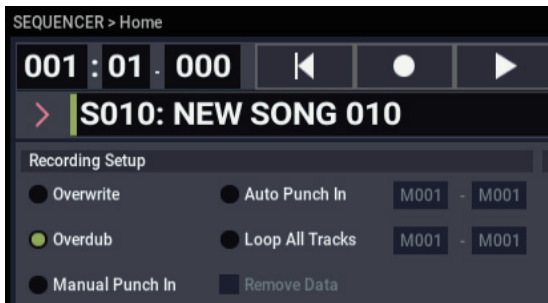 SEQUENCER > Home
001 : 01 . 000
S010: NEW SONG 010
Recording Setup
Overwrite Auto Punch In M001 - M001
Overdub Loop All Tracks M001 - M001
Manual Punch In Remove Data